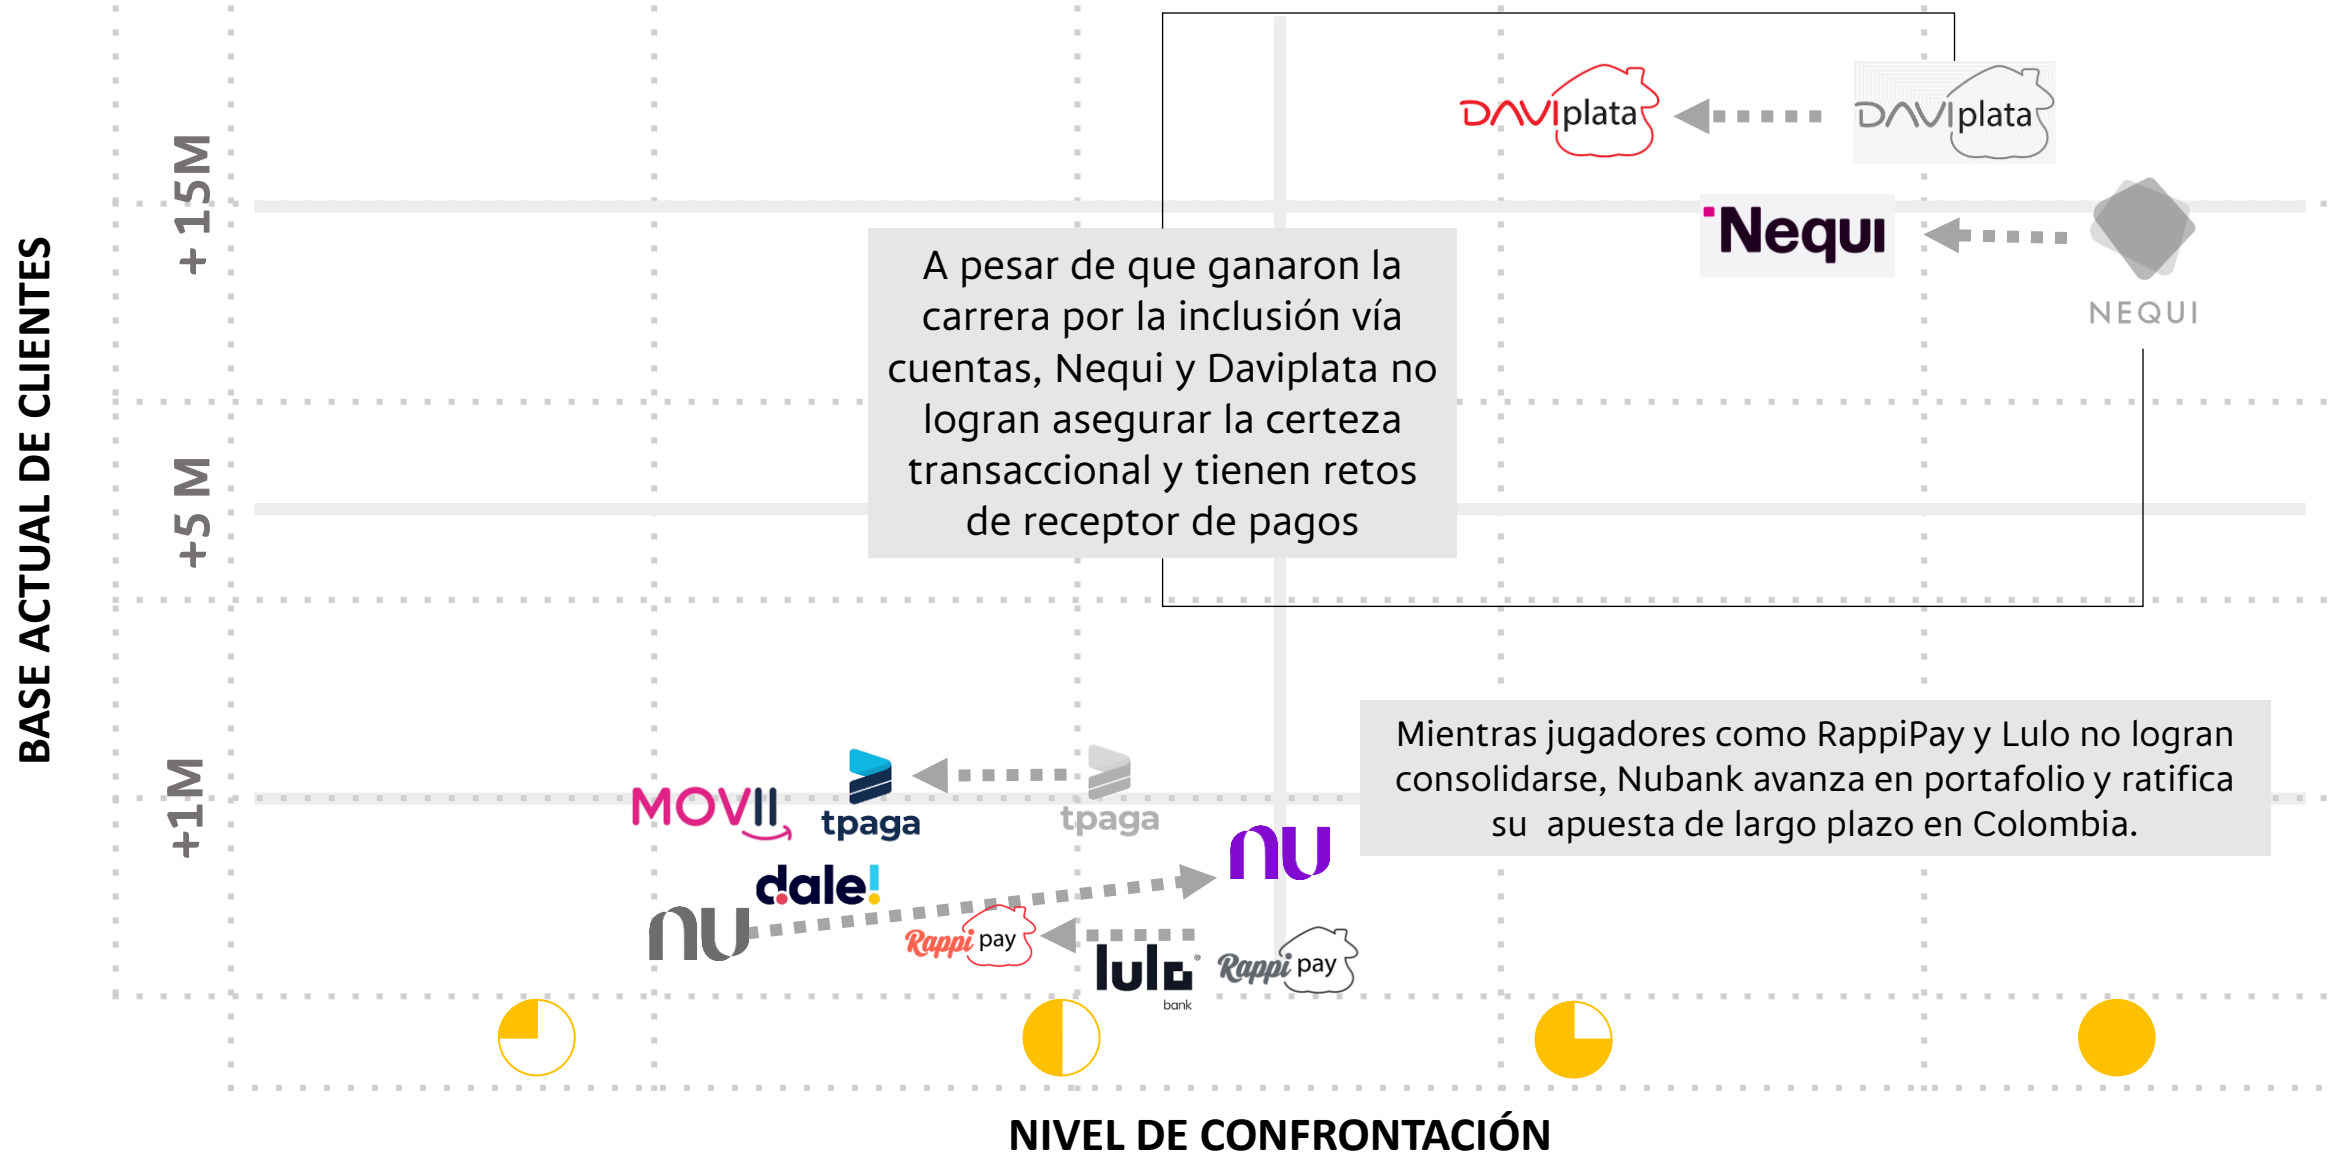 BASE ACTUAL DE CLIENTES
+ 15M
+5 M
+1M
DAVIplata
DAVIplata
Nequi
NEQUI
A pesar de que ganaron la
carrera por la inclusión vía
cuentas, Nequi y Daviplata no
logran asegurar la certeza
transaccional y tienen retos
de receptor de pagos
Mientras jugadores como RappiPay y Lulo no logran
consolidarse, Nubank avanza en portafolio y ratifica
su apuesta de largo plazo en Colombia.
MOVII
tpaga
tpaga
nu
dale!
nu
Rappi pay
lulo
bank
Rappi pay
NIVEL DE CONFRONTACIÓN